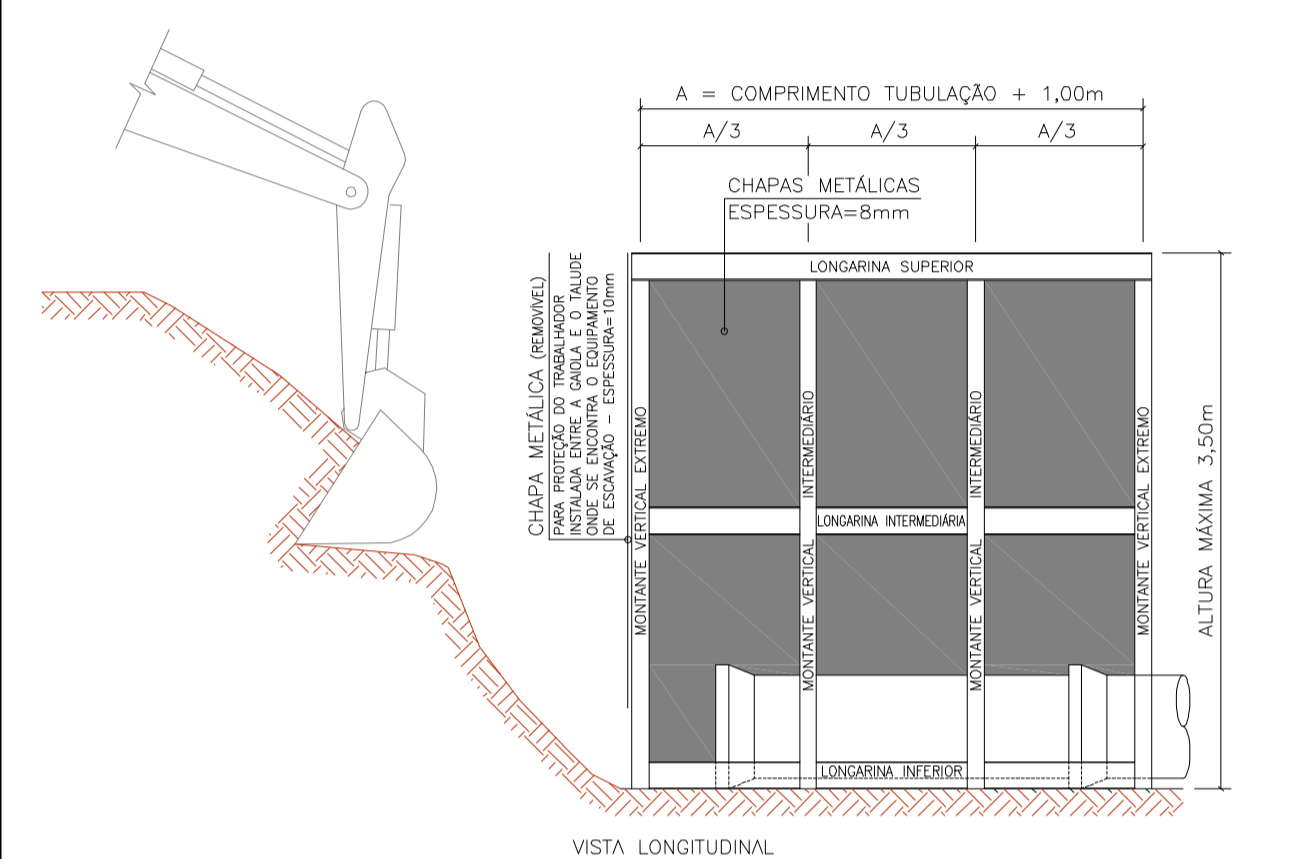 A = COMPRIMENTO TUBULAÇÃO + 1,00m
A/3
A/3
A/3
CHAPAS METÁLICAS
ESPESSURA=8mm
LONGARINA SUPERIOR
CHAPA METÁLICA (REMOVÍVEL)
PARA PROTEÇÃO DO TRABALHADOR
INSTALADA ENTRE A GAIOLA E O TALUDE
ONDE SE ENCONTRA O EQUIPAMENTO
DE ESCAVAÇÃO - ESPESSURA=10mm
MONTANTE VERTICAL EXTREMO
MONTANTE VERTICAL INTERMEDIÁRIO
MONTANTE VERTICAL INTERMEDIÁRIO
MONTANTE VERTICAL EXTREMO
LONGARINA INTERMEDIÁRIA
ALTURA MÁXIMA 3,50m
LONGARINA INFERIOR
VISTA LONGITUDINAL